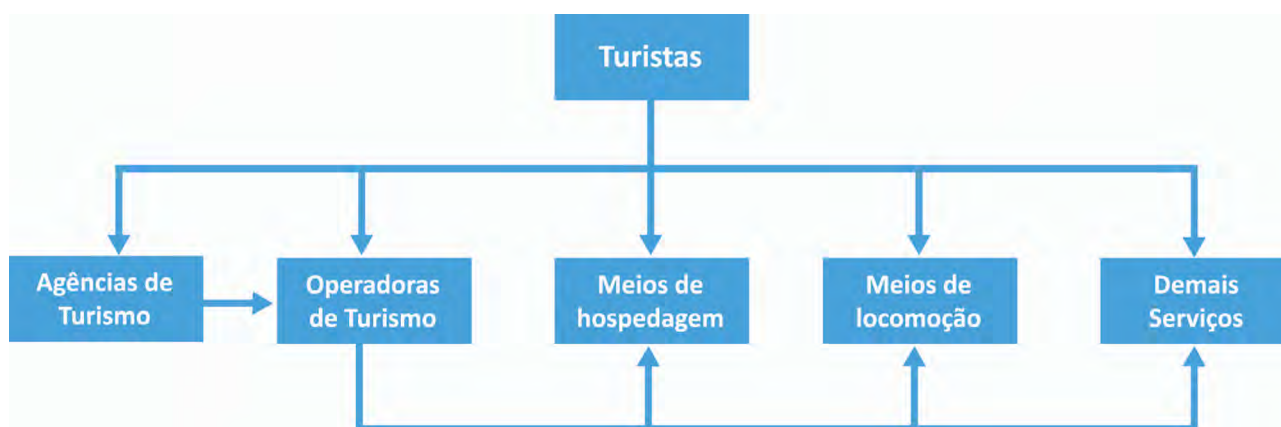 Turistas
Agências de
Turismo
Operadoras
de Turismo
Meios de
hospedagem
Meios de
locomoção
Demais
Serviços